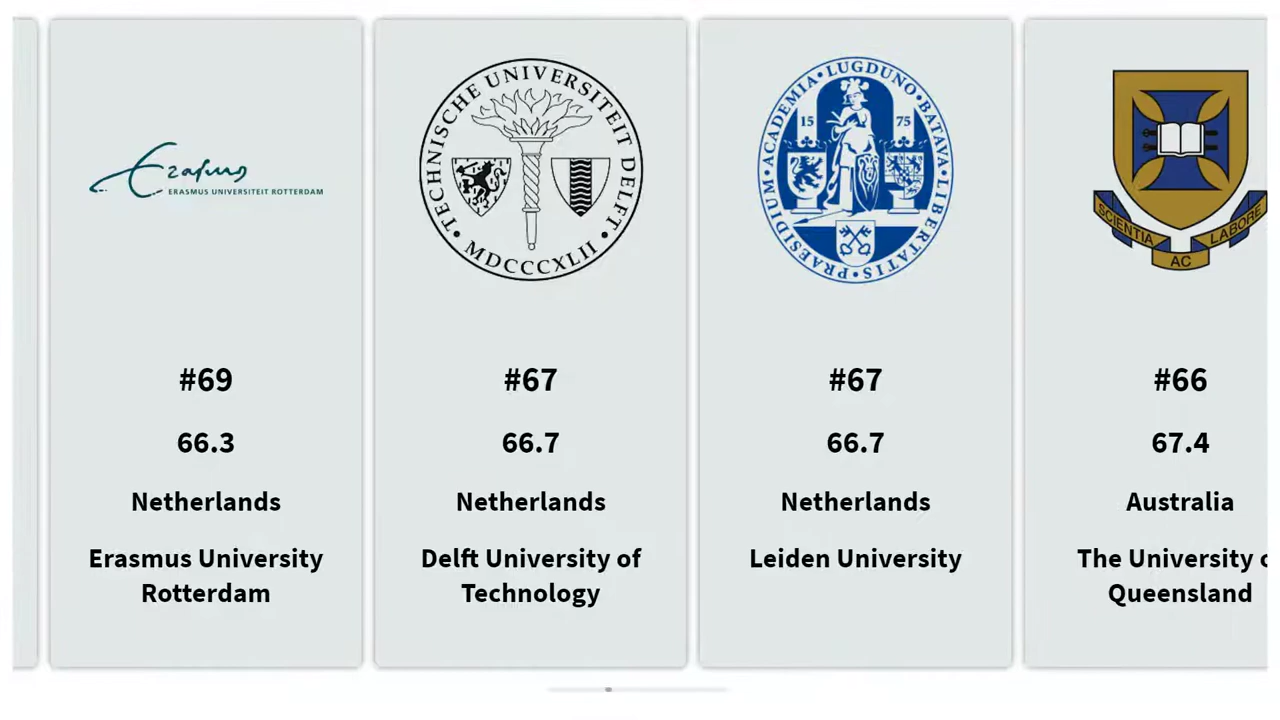 Erasmus
ERASMUS UNIVERSITEIT ROTTERDAM
#69
66.3
Netherlands
Erasmus University
Rotterdam
• TECHNISCHE UNIVERSITEIT DELFT •
MDCCCXLII
#67
66.7
Netherlands
Delft University of
Technology
ACADEMIA • LUGDUNO • BATAVA • LIBERTATIS • PRAESIDIUM •
15 75
#67
66.7
Netherlands
Leiden University
SCIENTIA
AC
LABORE
#66
67.4
Australia
The University o
Queensland